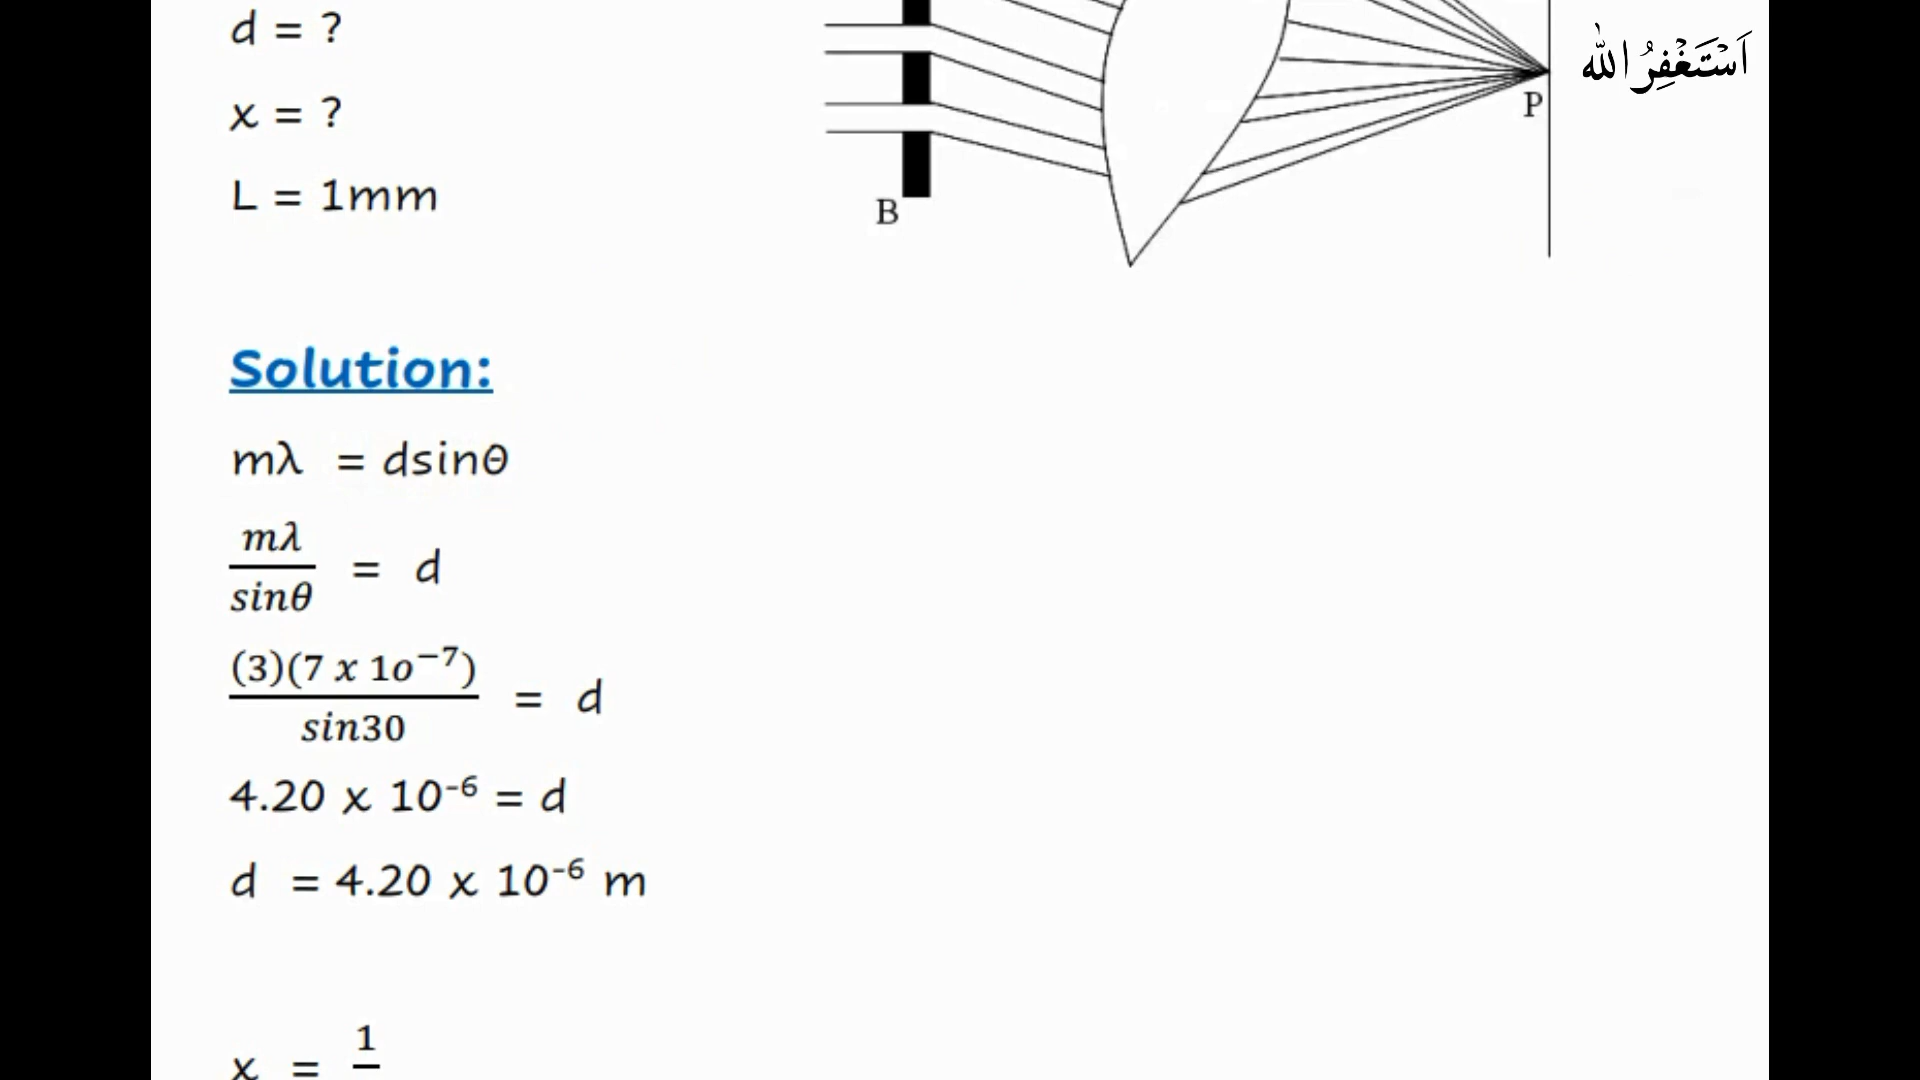 d = ?
اَسْتَغْفِرُ اللّٰه
x = ?
P
L = 1mm
B
Solution:
mλ = dsinθ
mλ/sinθ = d
(3)(7 x 1o⁻⁷)/sin30 = d
4.20 x 10⁻⁶ = d
d = 4.20 x 10⁻⁶ m
x = 1